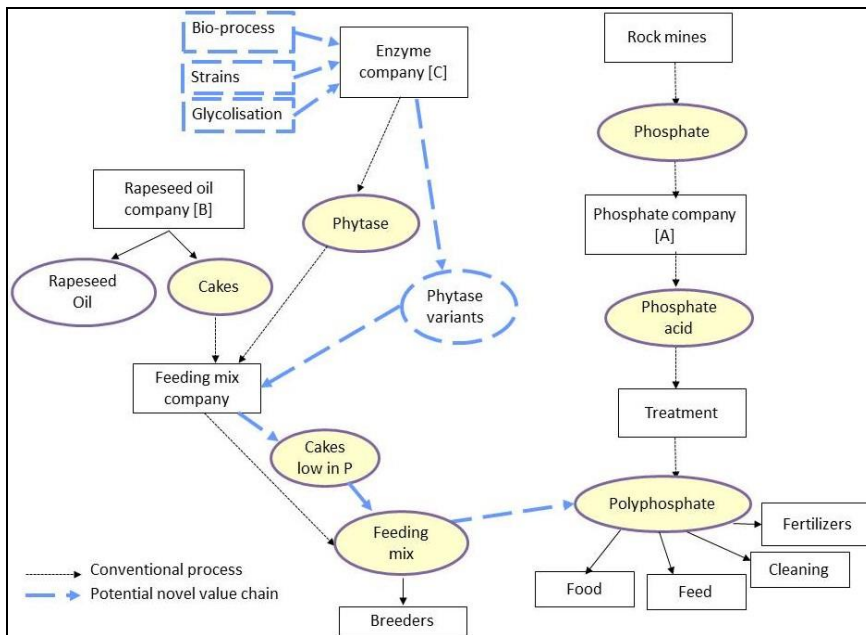 Bio-process
Strains
Glycolisation
Enzyme
company [C]
Rock mines
Phosphate
Rapeseed oil
company [B]
Phytase
Phosphate company
[A]
Rapeseed
Oil
Cakes
Phytase
variants
Phosphate
acid
Feeding mix
company
Treatment
Cakes
low in P
Polyphosphate
Feeding
mix
Fertilizers
Cleaning
Food
Feed
Breeders
Conventional process
Potential novel value chain